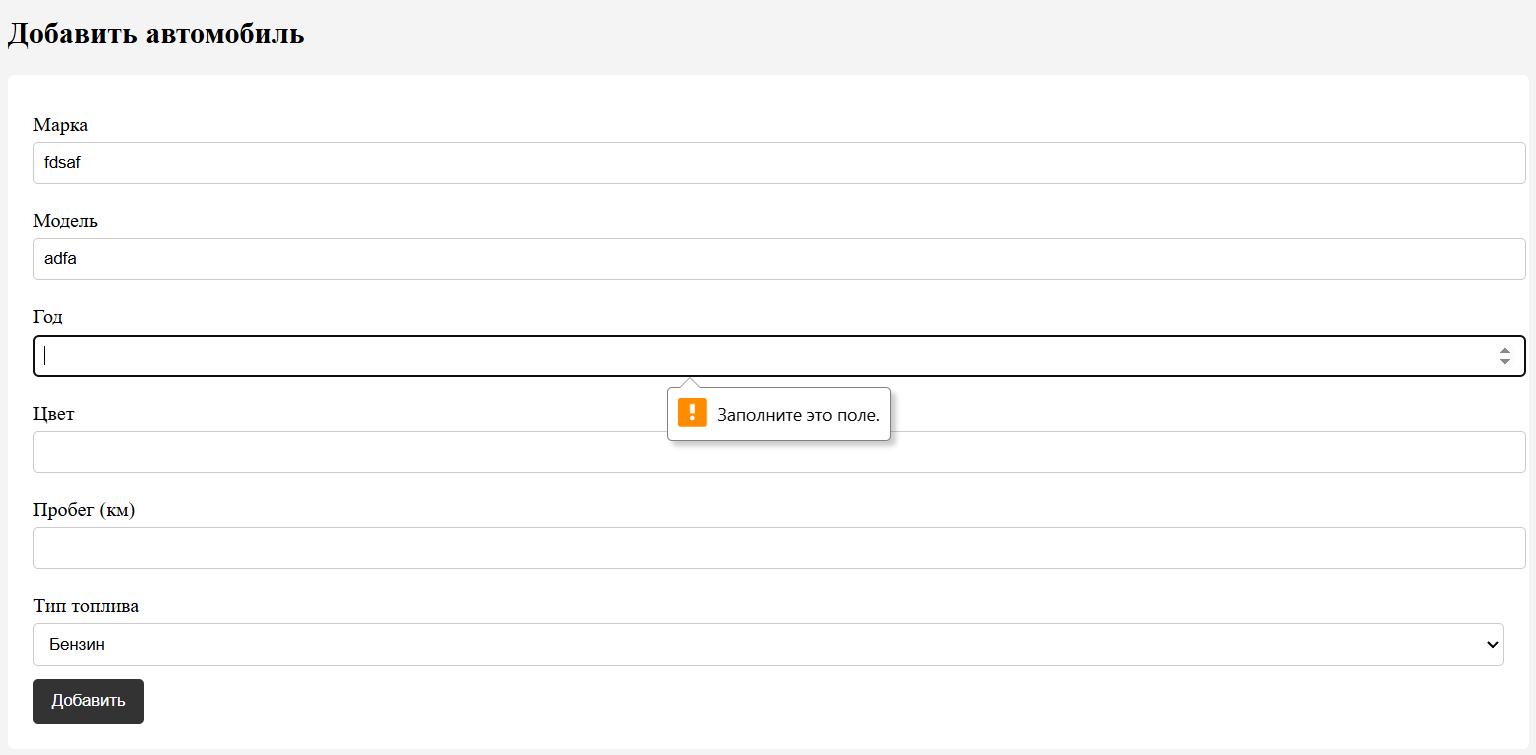 Добавить автомобиль
Марка
fdsaf
Модель
adfa
Год
Заполните это поле.
Цвет
Пробег (км)
Тип топлива
Бензин
Добавить